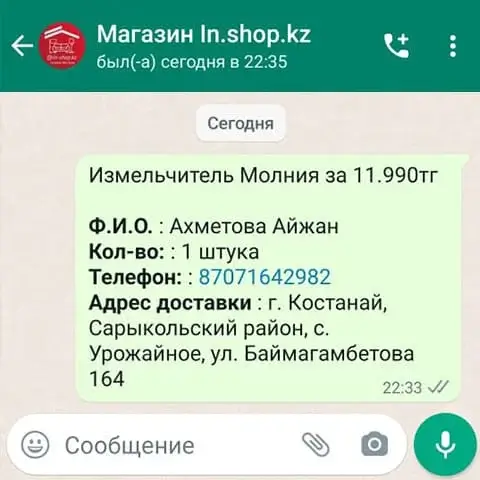 Магазин In.shop.kz
был(-а) сегодня в 22:35
Сегодня
Измельчитель Молния за 11.990тг
Ф.И.О. : Ахметова Айжан
Кол-во: : 1 штука
Телефон: : 87071642982
Адрес доставки : г. Костанай,
Сарыкольский район, с.
Урожайное, ул. Баймагамбетова
164
22:33
Сообщение